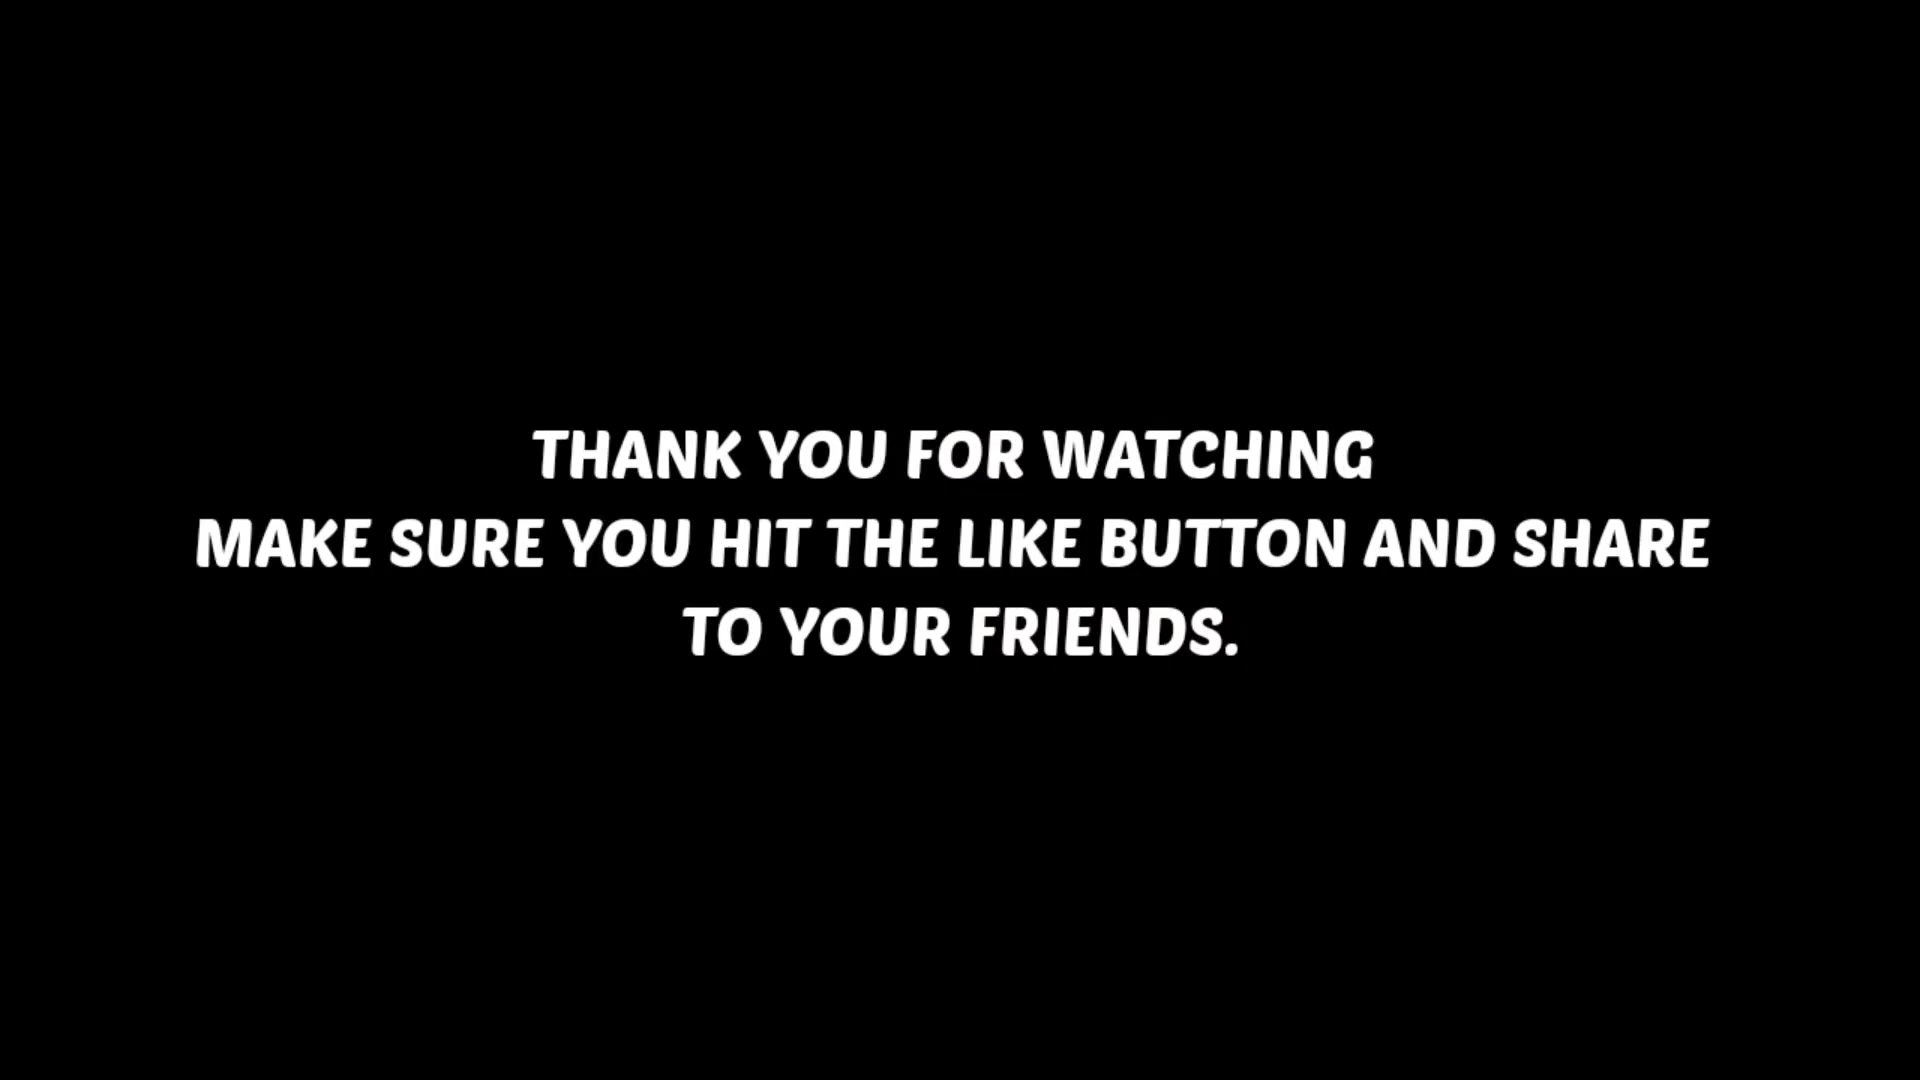 THANK YOU FOR WATCHING
MAKE SURE YOU HIT THE LIKE BUTTON AND SHARE
TO YOUR FRIENDS.